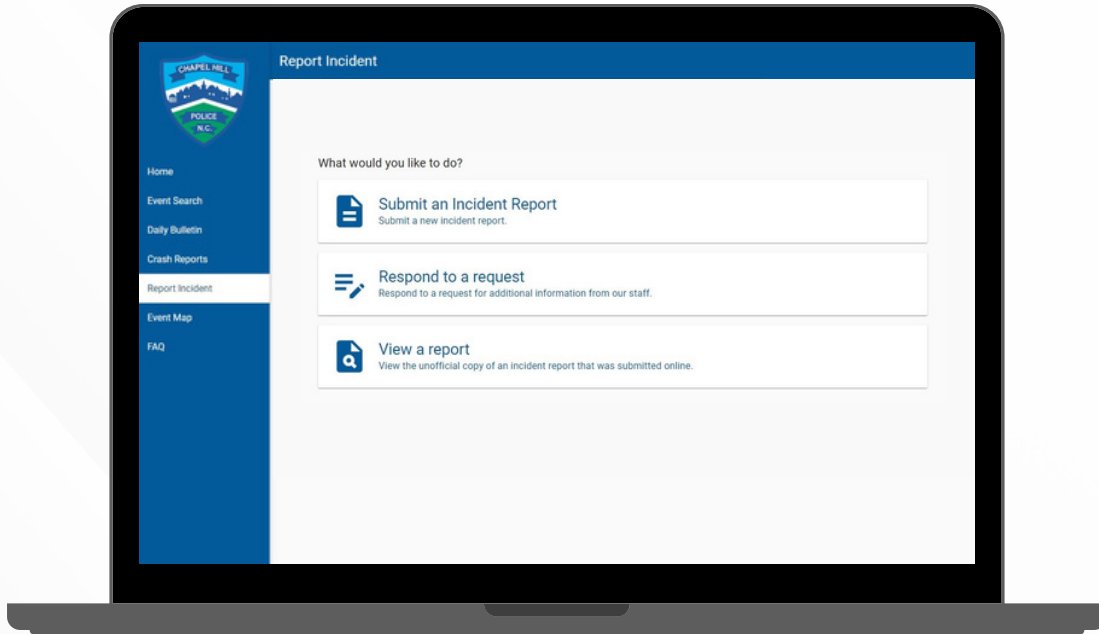 CHAPEL HILL
POLICE
N.C.
Report Incident
Home
Event Search
Daily Bulletin
Crash Reports
Report Incident
Event Map
FAQ
What would you like to do?
Submit an Incident Report
Submit a new incident report.
Respond to a request
Respond to a request for additional information from our staff.
View a report
View the unofficial copy of an incident report that was submitted online.